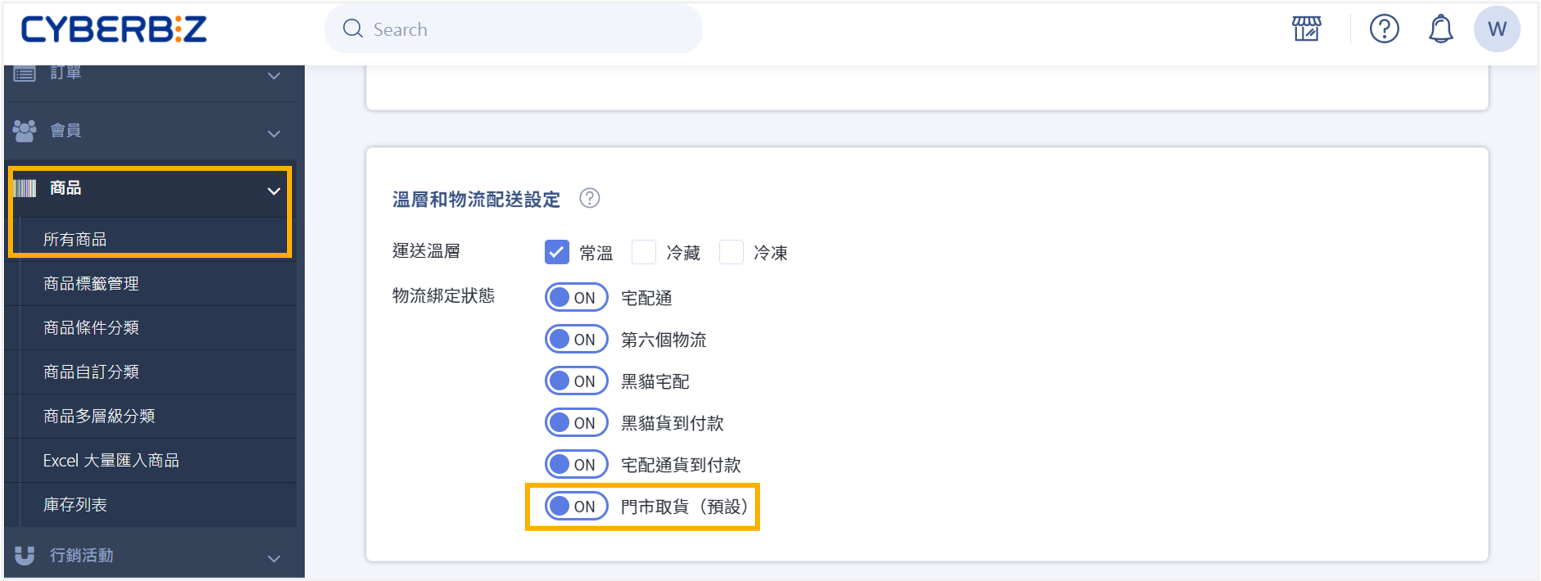 CYBERBIZ
Search
W
訂單
會員
商品
所有商品
商品標籤管理
商品條件分類
商品自訂分類
商品多層級分類
Excel 大量匯入商品
庫存列表
行銷活動
溫層和物流配送設定 ?
運送溫層 常溫 冷藏 冷凍
物流綁定狀態 ON 宅配通
ON 第六個物流
ON 黑貓宅配
ON 黑貓貨到付款
ON 宅配通貨到付款
ON 門市取貨（預設）